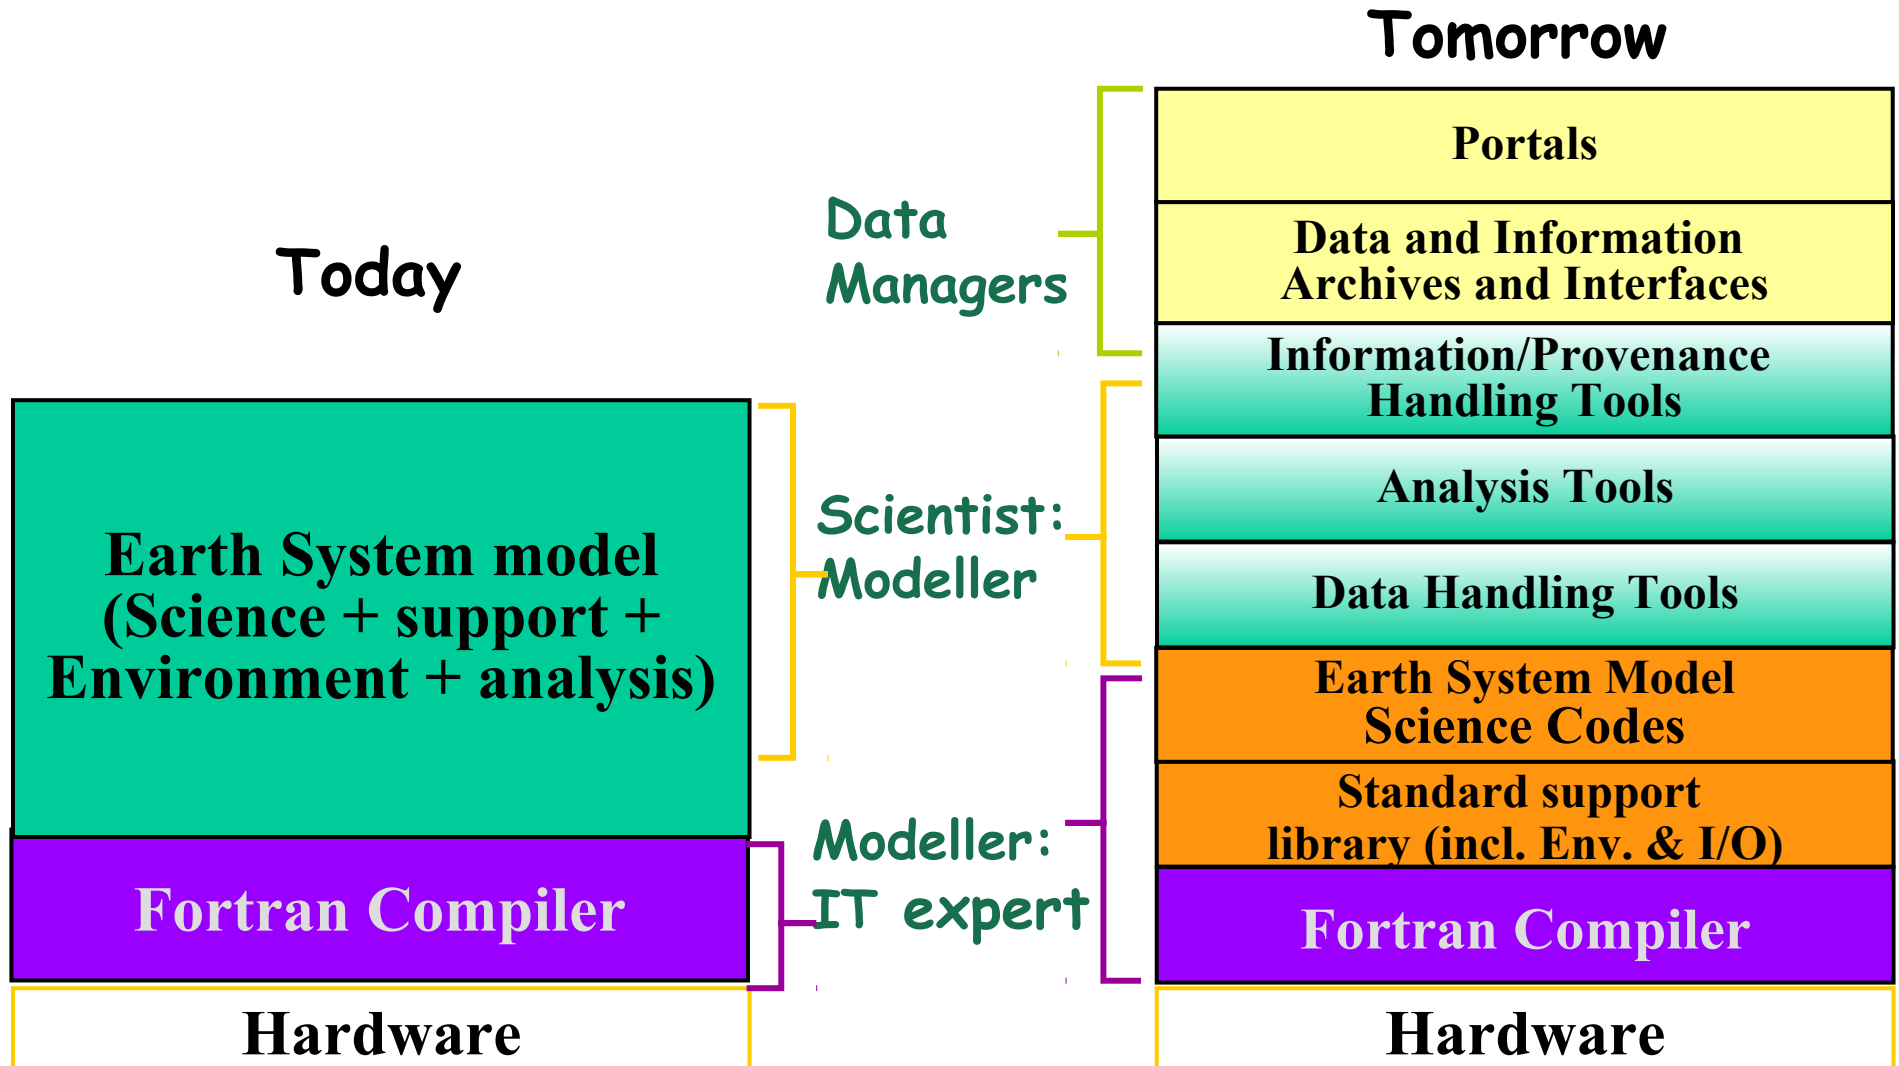 Today
Earth System model
(Science + support +
Environment + analysis)
Fortran Compiler
Hardware
Data
Managers
Scientist:
Modeller
Modeller:
IT expert
Tomorrow
Portals
Data and Information
Archives and Interfaces
Information/Provenance
Handling Tools
Analysis Tools
Data Handling Tools
Earth System Model
Science Codes
Standard support
library (incl. Env. & I/O)
Fortran Compiler
Hardware